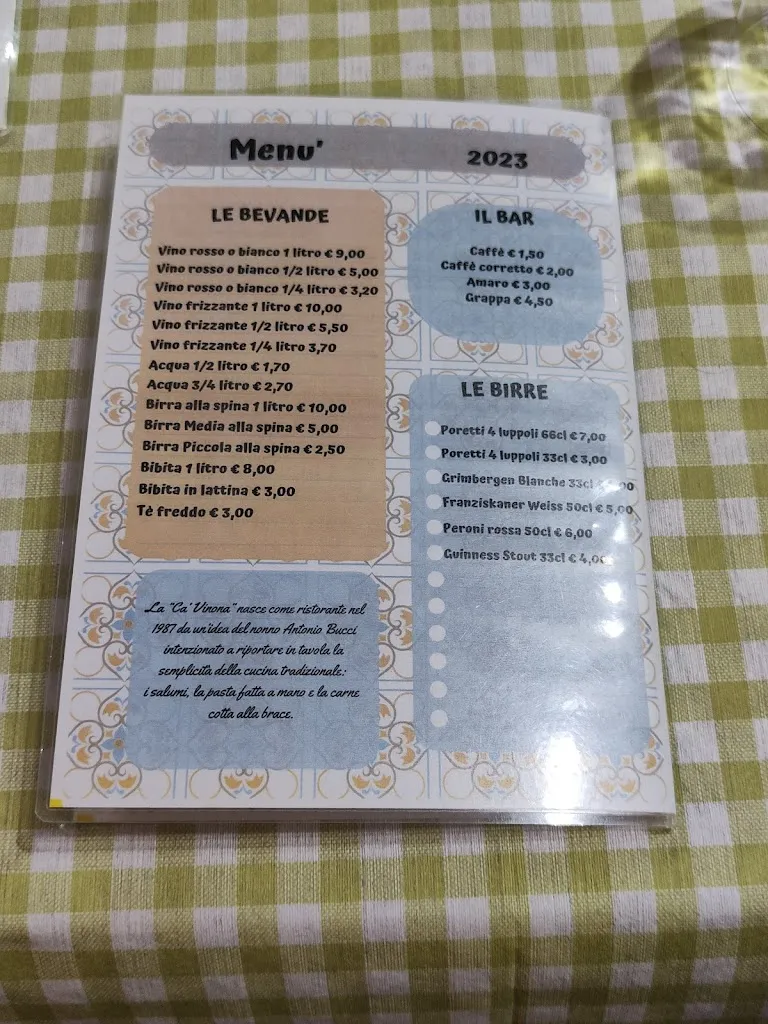 Menu' 2023
LE BEVANDE
Vino rosso o bianco 1 litro € 9,00
Vino rosso o bianco 1/2 litro € 5,00
Vino rosso o bianco 1/4 litro € 3,20
Vino frizzante 1 litro € 10,00
Vino frizzante 1/2 litro € 5,50
Vino frizzante 1/4 litro 3,70
Acqua 1/2 litro € 1,70
Acqua 3/4 litro € 2,70
Birra alla spina 1 litro € 10,00
Birra Media alla spina € 5,00
Birra Piccola alla spina € 2,50
Bibita 1 litro € 8,00
Bibita in lattina € 3,00
Tè freddo € 3,00
IL BAR
Caffè € 1,50
Caffè corretto € 2,00
Amaro € 3,00
Grappa € 4,50
LE BIRRE
Poretti 4 luppoli 66cl € 7,00
Poretti 4 luppoli 33cl € 3,00
Grimbergen Blanche 33cl €
Franziskaner Weiss 50cl € 5,00
Peroni rossa 50cl € 6,00
Guinness Stout 33cl € 4,00
La "Ca' Vinona" nasce come ristorante nel
1987 da un'idea del nonno Antonio Bucci
intenzionato a riportare in tavola la
semplicità della cucina tradizionale:
i salumi, la pasta fatta a mano e la carne
cotta alla brace.